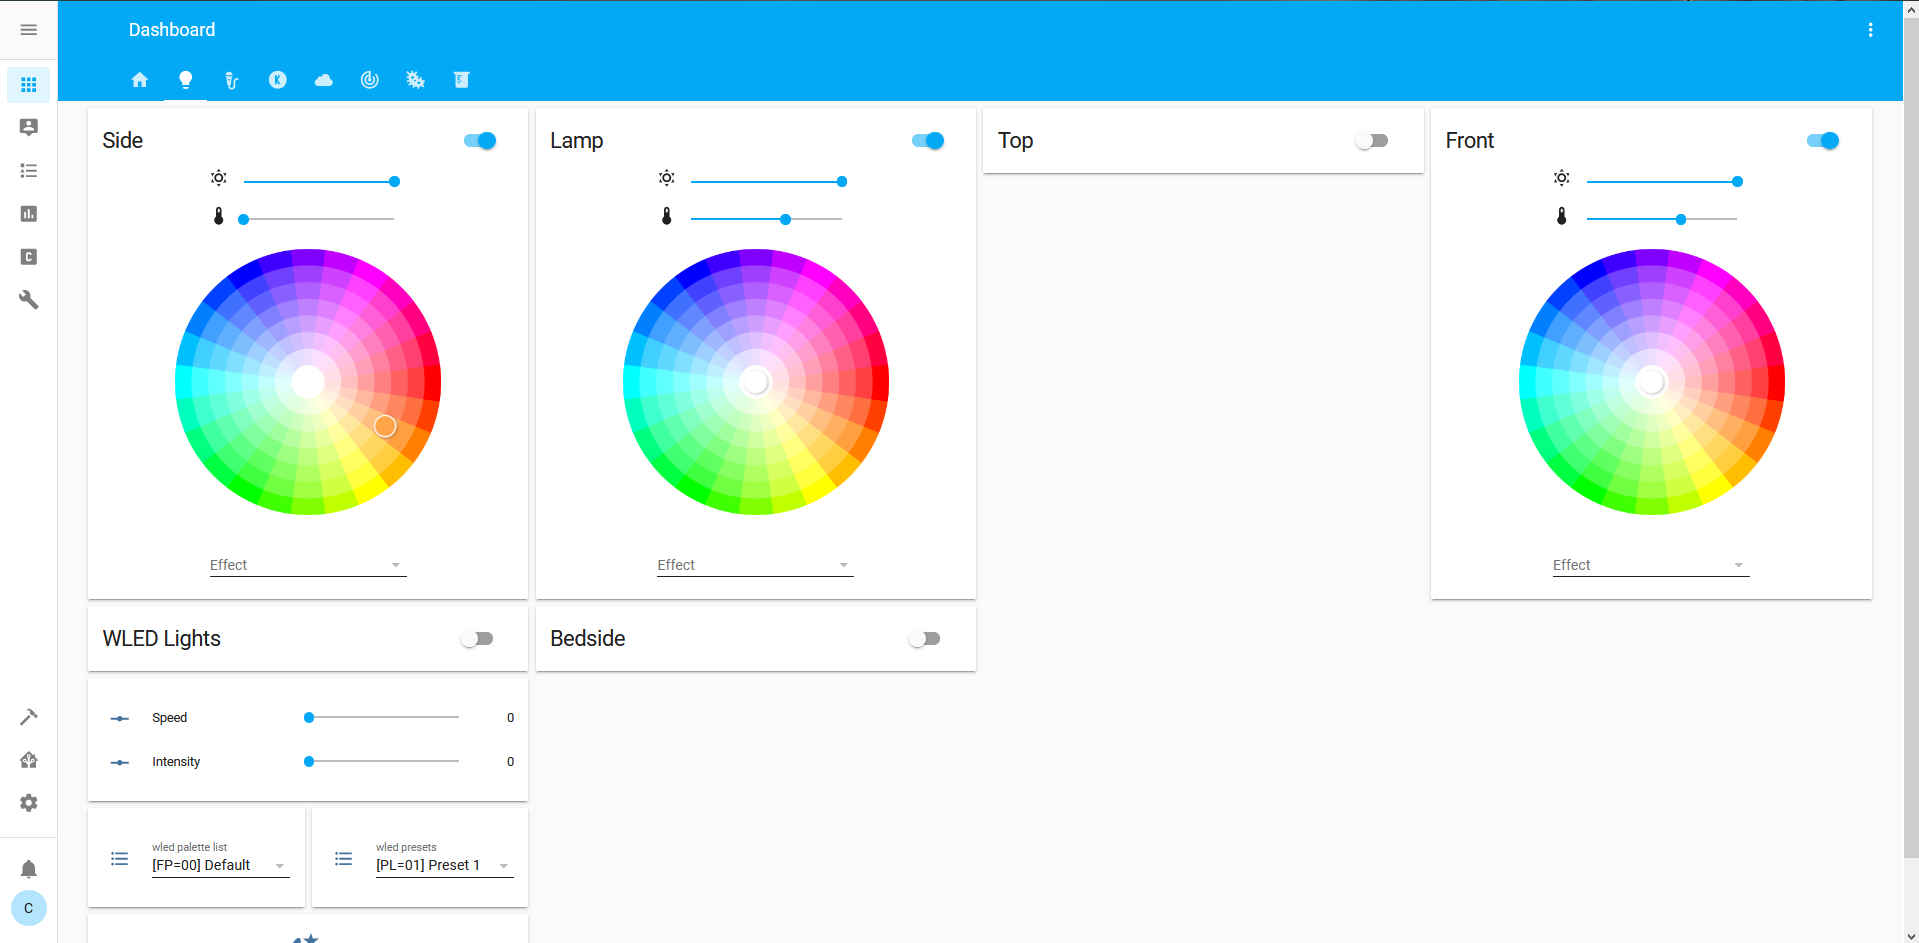 Dashboard
K
Side
Lamp
Top
Front
C
Effect
Effect
Effect
WLED Lights
Bedside
Speed
0
Intensity
0
wled palette list
[FP=00] Default
wled presets
[PL=01] Preset 1
C